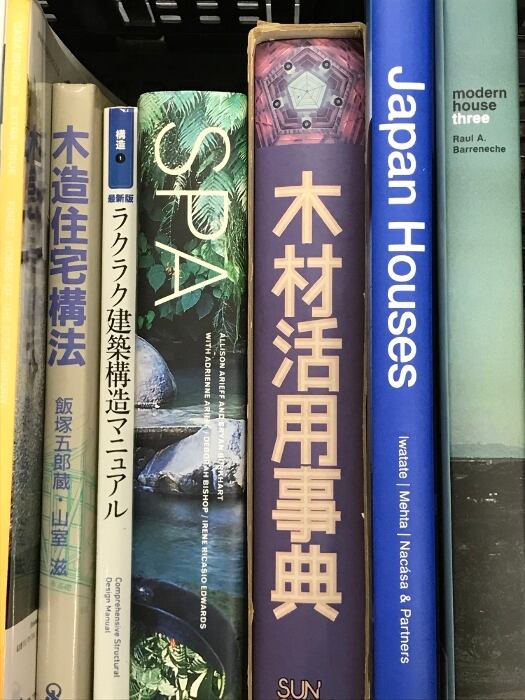 木造住宅構法
飯塚五郎蔵・山室 滋
構造
1
最新版
ラクラク建築構造マニュアル
Comprehensive Structural
Design Manual
SPA
ALLISON ARIEFF AND BRYAN BURKHART
WITH ADRIENNE ARIEFF / DEBORAH BISHOP / IRENE RICASIO EDWARDS
木材活用事典
SUN
Japan Houses
Iwatate | Mehta | Nacása & Partners
modern
house
three
Raul A.
Barreneche